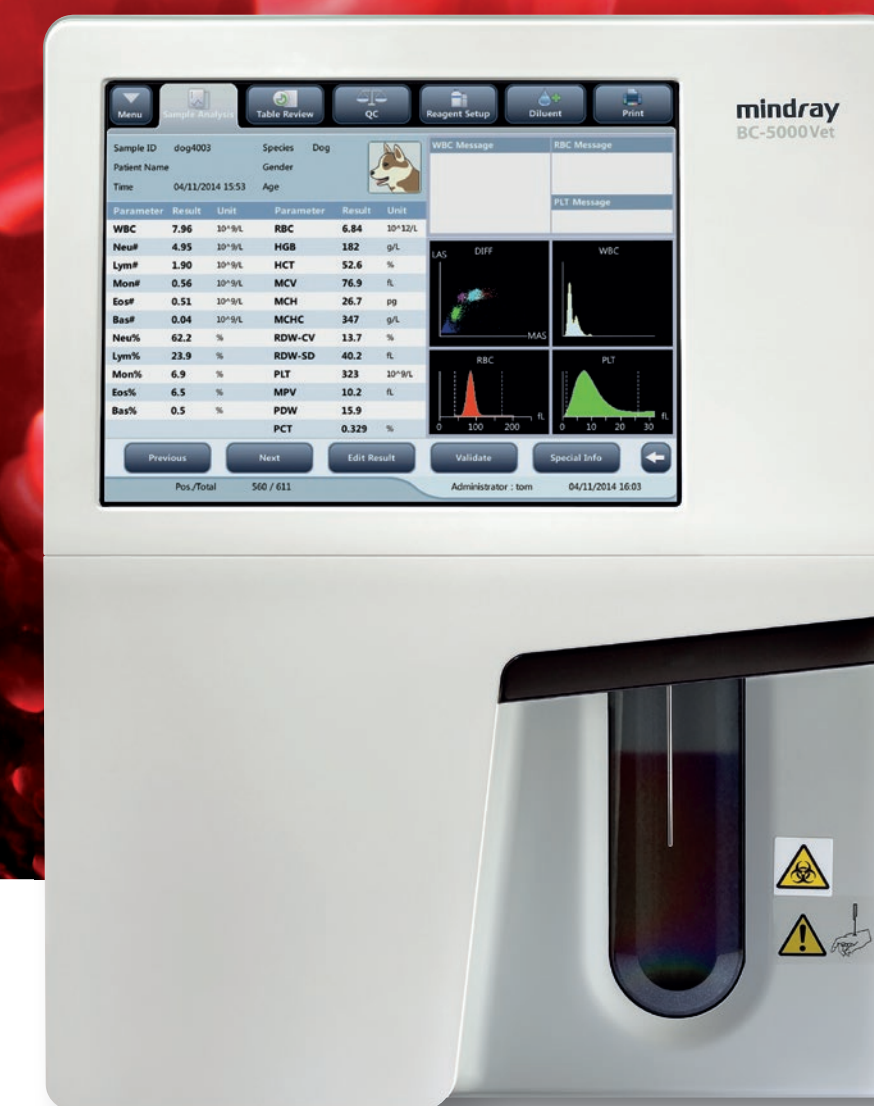 mindray
BC-5000Vet
Menu Sample Analysis Table Review QC Reagent Setup Diluent Print
Sample ID dog4003 Species Dog
Patient Name Gender
Time 04/11/2014 15:53 Age
WBC Message RBC Message
PLT Message
Parameter Result Unit Parameter Result Unit
WBC 7.96 10^9/L RBC 6.84 10^12/L
Neu# 4.95 10^9/L HGB 182 g/L
Lym# 1.90 10^9/L HCT 52.6 %
Mon# 0.56 10^9/L MCV 76.9 fL
Eos# 0.51 10^9/L MCH 26.7 pg
Bas# 0.04 10^9/L MCHC 347 g/L
Neu% 62.2 % RDW-CV 13.7 %
Lym% 23.9 % RDW-SD 40.2 fL
Mon% 6.9 % PLT 323 10^9/L
Eos% 6.5 % MPV 10.2 fL
Bas% 0.5 % PDW 15.9
PCT 0.329 %
LAS DIFF MAS
WBC
RBC
0 100 200 fL
PLT
0 10 20 30 fL
Previous Next Edit Result Validate Special Info
Pos./Total 560 / 611 Administrator : tom 04/11/2014 16:03